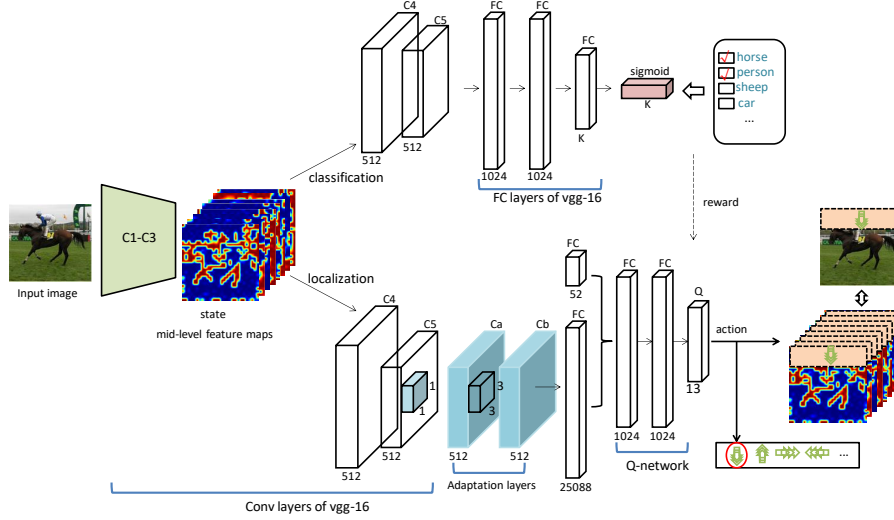 C4
C5
512
512
classification
FC
FC
FC
1024
1024
K
FC layers of vgg-16
sigmoid
K
horse
person
sheep
car
...
reward
Input image
C1-C3
state
mid-level feature maps
localization
C4
C5
1
1
512
512
Conv layers of vgg-16
Ca
Cb
3
3
512
512
Adaptation layers
FC
52
FC
25088
FC
FC
1024
1024
Q-network
Q
13
action
...